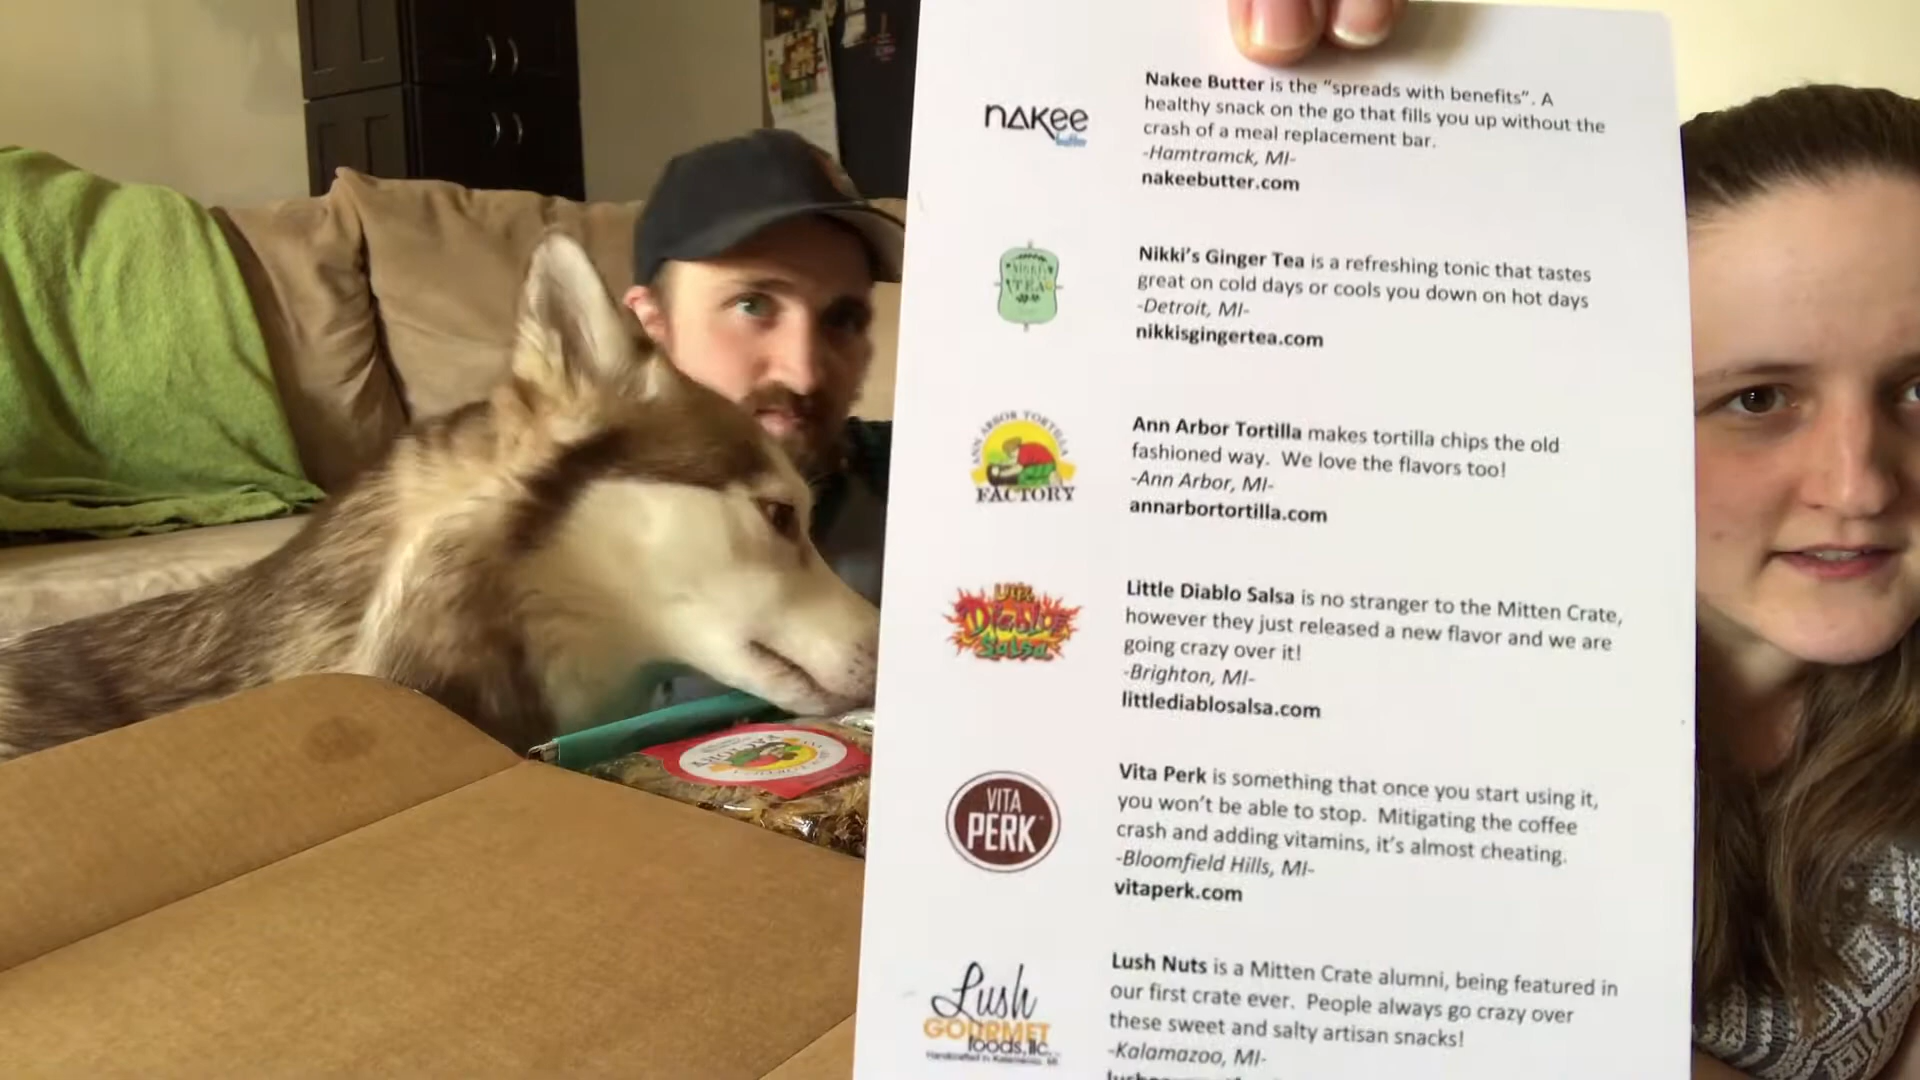 nakee
butter
Nakee Butter is the “spreads with benefits”. A
healthy snack on the go that fills you up without the
crash of a meal replacement bar.
-Hamtramck, MI-
nakeebutter.com
TEA
Nikki’s Ginger Tea is a refreshing tonic that tastes
great on cold days or cools you down on hot days
-Detroit, MI-
nikkisgingertea.com
ANN ARBOR TORTILLA
FACTORY
Ann Arbor Tortilla makes tortilla chips the old
fashioned way. We love the flavors too!
-Ann Arbor, MI-
annarbortortilla.com
Diablo
Salsa
Little Diablo Salsa is no stranger to the Mitten Crate,
however they just released a new flavor and we are
going crazy over it!
-Brighton, MI-
littlediablosalsa.com
VITA
PERK
Vita Perk is something that once you start using it,
you won’t be able to stop. Mitigating the coffee
crash and adding vitamins, it’s almost cheating.
-Bloomfield Hills, MI-
vitaperk.com
Lush
GOURMET
foods, llc.
Lush Nuts is a Mitten Crate alumni, being featured in
our first crate ever. People always go crazy over
these sweet and salty artisan snacks!
-Kalamazoo, MI-
FACTORY